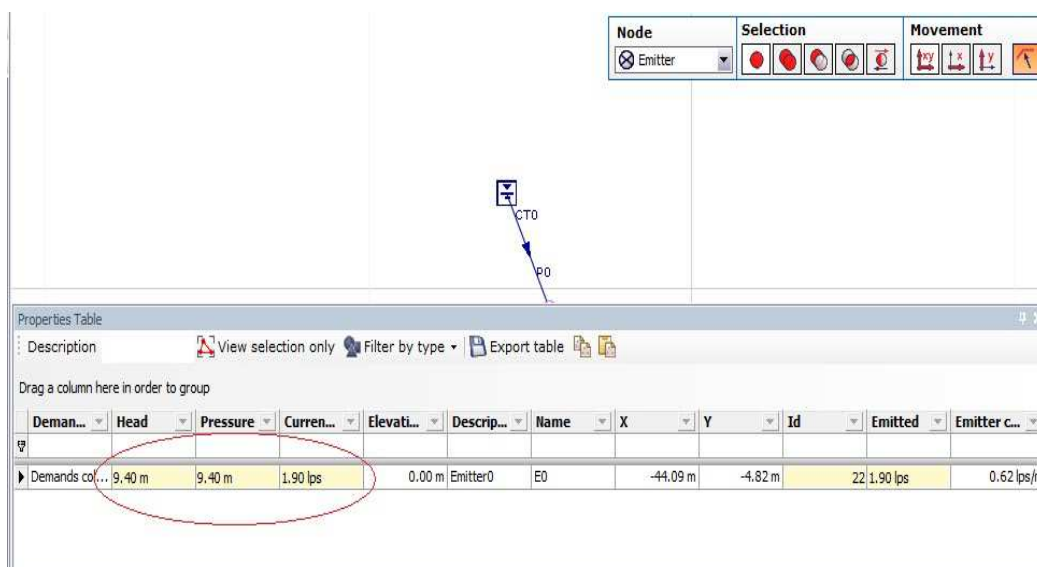 Node Selection Movement
Emitter
CT0
P0
Properties Table
Description View selection only Filter by type Export table
Drag a column here in order to group
Deman... Head Pressure Curren... Elevati... Descrip... Name X Y Id Emitted Emitter c...
Demands col... 9.40 m 9.40 m 1.90 lps 0.00 m Emitter0 E0 -44.09 m -4.82 m 22 1.90 lps 0.62 lps/